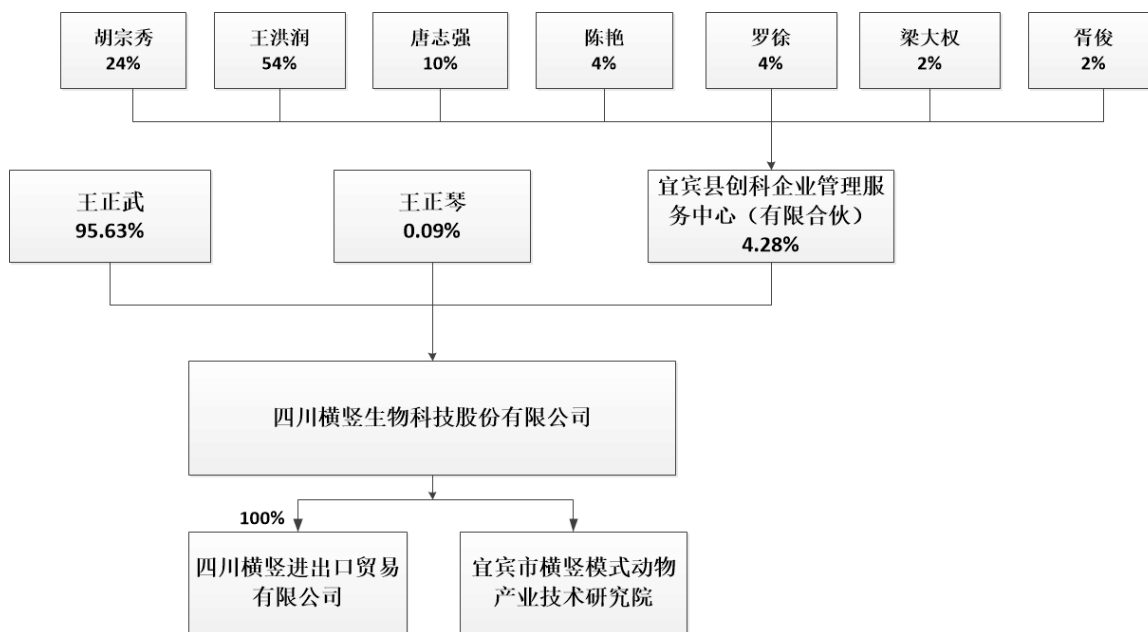 胡宗秀
24%
王洪润
54%
唐志强
10%
陈艳
4%
罗徐
4%
梁大权
2%
胥俊
2%
王正武
95.63%
王正琴
0.09%
宜宾县创科企业管理服
务中心（有限合伙）
4.28%
四川横竖生物科技股份有限公司
100%
四川横竖进出口贸易
有限公司
宜宾市横竖模式动物
产业技术研究院